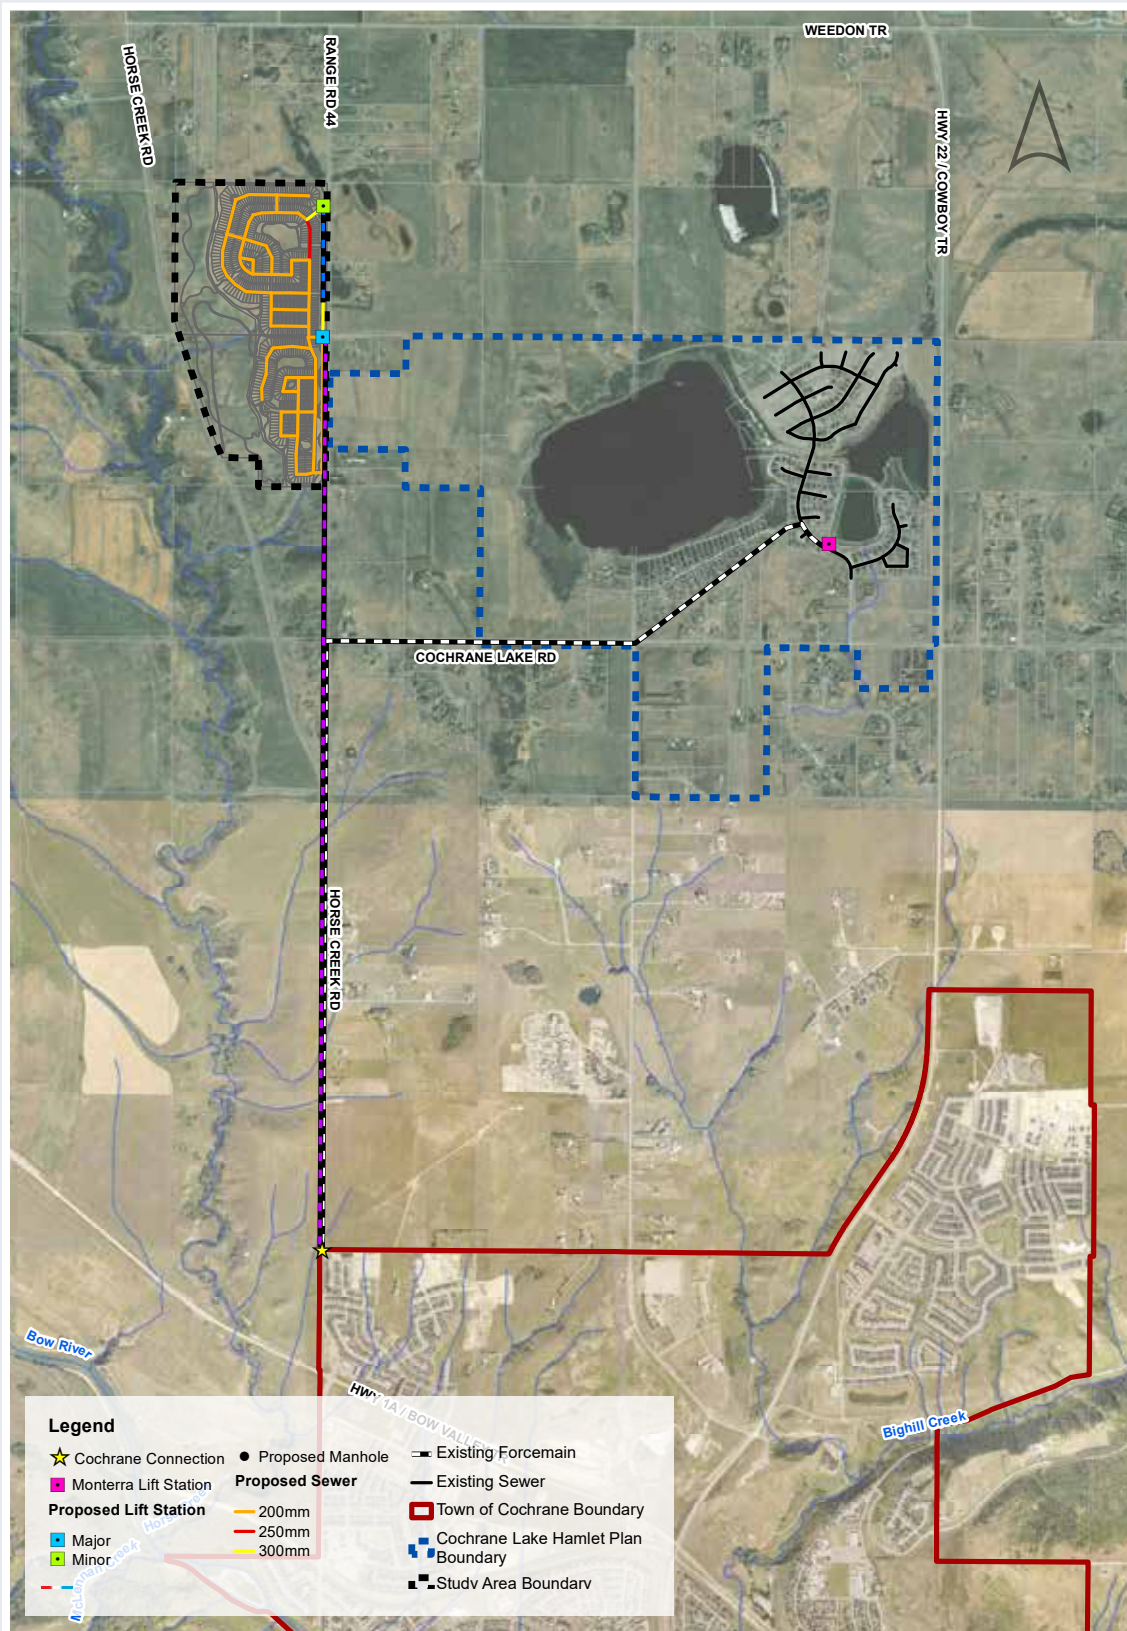 WEEDON TR
HORSE CREEK RD
RANGE RD 44
HWY 22 / COWBOY TR
COCHRANE LAKE RD
HORSE CREEK RD
Bow River
HWY 1A / BOW VALLEY
Bighill Creek
Legend
Cochrane Connection
Monterra Lift Station
Proposed Lift Station
Major
Minor
Proposed Manhole
Proposed Sewer
200mm
250mm
300mm
Existing Forcemain
Existing Sewer
Town of Cochrane Boundary
Cochrane Lake Hamlet Plan
Boundary
Study Area Boundary
McLennan Creek